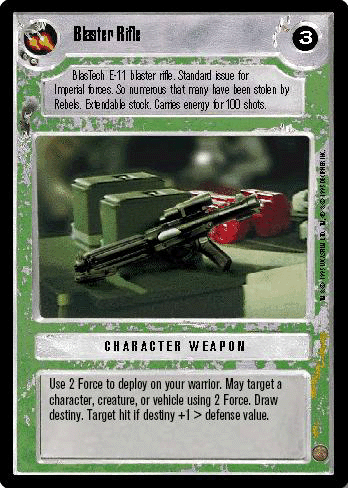 Blaster Rifle
3
BlasTech E-11 blaster rifle. Standard issue for
Imperial forces. So numerous that many have been stolen by
Rebels. Extendable stock. Carries energy for 100 shots.
CHARACTER WEAPON
Use 2 Force to deploy on your warrior. May target a
character, creature, or vehicle using 2 Force. Draw
destiny. Target hit if destiny +1 > defense value.